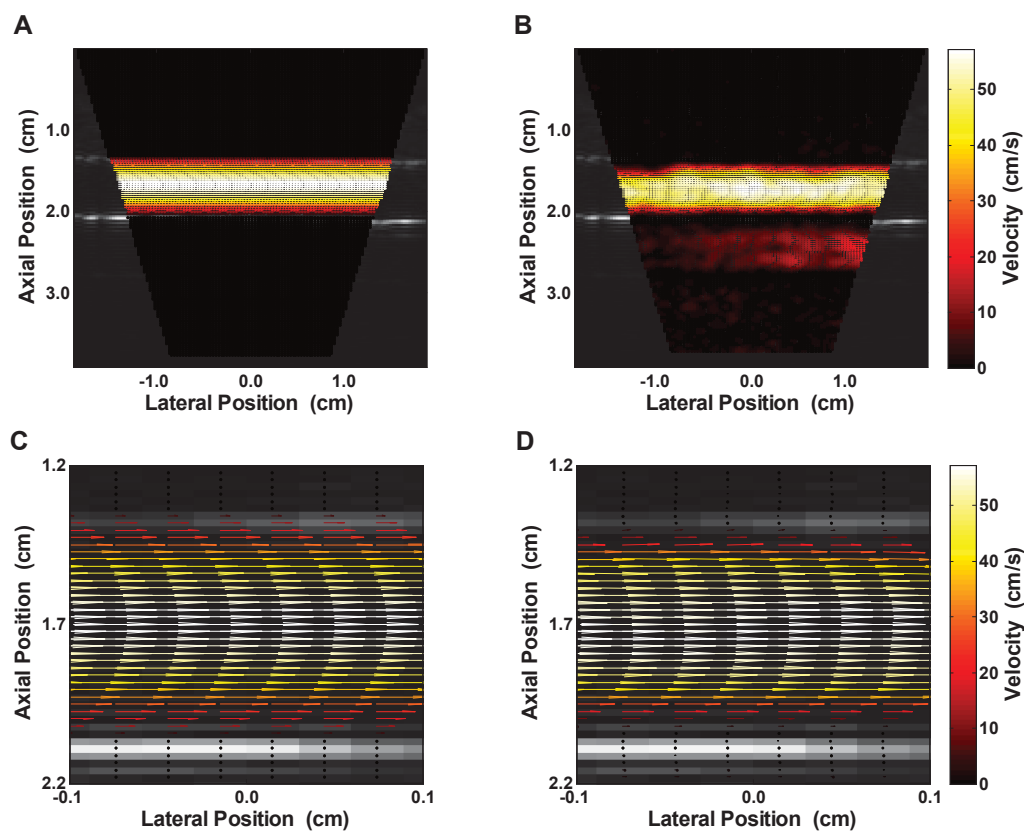 A
B
Axial Position (cm)
1.0
2.0
3.0
-1.0 0.0 1.0
Lateral Position (cm)
Axial Position (cm)
1.0
2.0
3.0
-1.0 0.0 1.0
Lateral Position (cm)
50
40
30
20
10
0
Velocity (cm/s)
C
D
Axial Position (cm)
1.2
1.7
2.2
-0.1 0.0 0.1
Lateral Position (cm)
Axial Position (cm)
1.2
1.7
2.2
-0.1 0.0 0.1
Lateral Position (cm)
50
40
30
20
10
0
Velocity (cm/s)